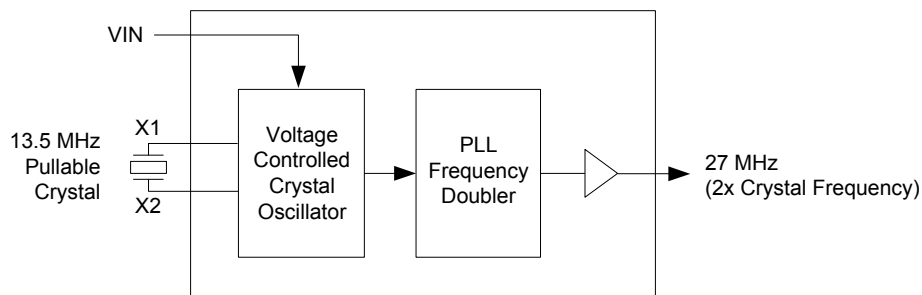 VIN
13.5 MHz
Pullable
Crystal
X1
X2
Voltage
Controlled
Crystal
Oscillator
PLL
Frequency
Doubler
27 MHz
(2x Crystal Frequency)